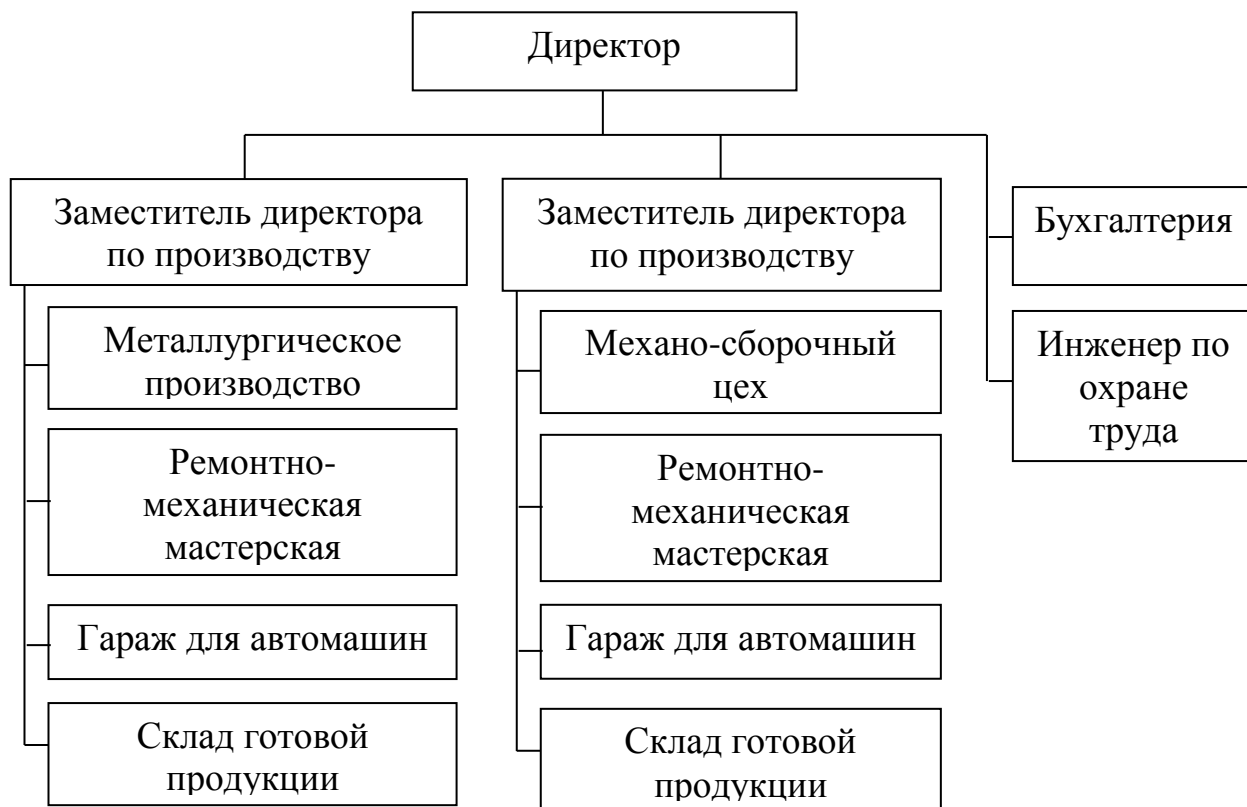 Директор
Заместитель директора
по производству
Заместитель директора
по производству
Бухгалтерия
Металлургическое
производство
Механо-сборочный
цех
Инженер по
охране
труда
Ремонтно-
механическая
мастерская
Ремонтно-
механическая
мастерская
Гараж для автомашин
Гараж для автомашин
Склад готовой
продукции
Склад готовой
продукции